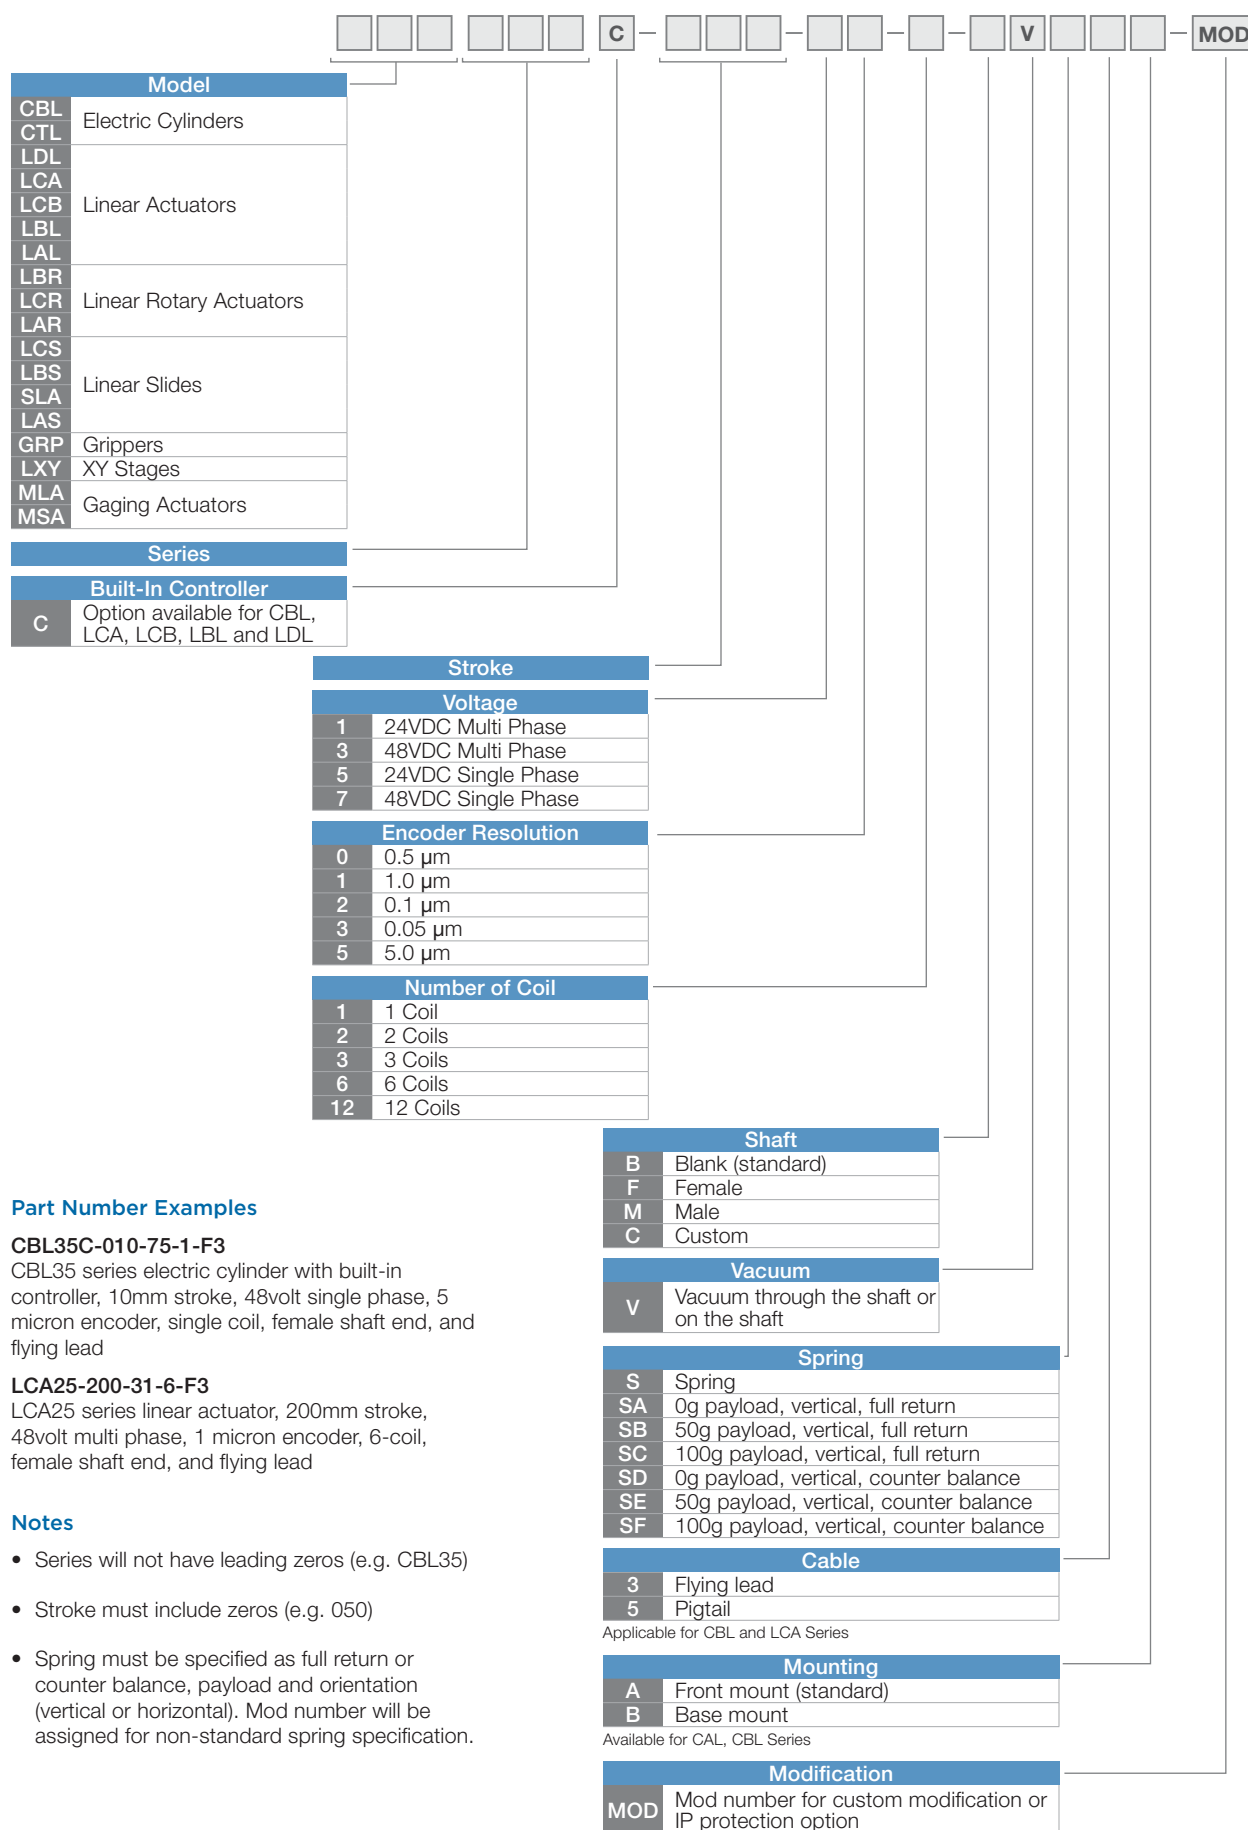 C V MOD
Model
CBL
CTL
Electric Cylinders
LDL
LCA
LCB
LBL
LAL
Linear Actuators
LBR
LCR
LAR
Linear Rotary Actuators
LCS
LBS
SLA
LAS
Linear Slides
GRP Grippers
LXY XY Stages
MLA
MSA
Gaging Actuators
Series
Built-In Controller
C
Option available for CBL,
LCA, LCB, LBL and LDL
Stroke
Voltage
1 24VDC Multi Phase
3 48VDC Multi Phase
5 24VDC Single Phase
7 48VDC Single Phase
Encoder Resolution
0 0.5 µm
1 1.0 µm
2 0.1 µm
3 0.05 µm
5 5.0 µm
Number of Coil
1 1 Coil
2 2 Coils
3 3 Coils
6 6 Coils
12 12 Coils
Shaft
B Blank (standard)
F Female
M Male
C Custom
Vacuum
V
Vacuum through the shaft or
on the shaft
Spring
S Spring
SA 0g payload, vertical, full return
SB 50g payload, vertical, full return
SC 100g payload, vertical, full return
SD 0g payload, vertical, counter balance
SE 50g payload, vertical, counter balance
SF 100g payload, vertical, counter balance
Cable
3 Flying lead
5 Pigtail
Applicable for CBL and LCA Series
Mounting
A Front mount (standard)
B Base mount
Available for CAL, CBL Series
Modification
MOD
Mod number for custom modification or
IP protection option
Part Number Examples
CBL35C-010-75-1-F3
CBL35 series electric cylinder with built-in
controller, 10mm stroke, 48volt single phase, 5
micron encoder, single coil, female shaft end, and
flying lead
LCA25-200-31-6-F3
LCA25 series linear actuator, 200mm stroke,
48volt multi phase, 1 micron encoder, 6-coil,
female shaft end, and flying lead
Notes
• Series will not have leading zeros (e.g. CBL35)
• Stroke must include zeros (e.g. 050)
• Spring must be specified as full return or
counter balance, payload and orientation
(vertical or horizontal). Mod number will be
assigned for non-standard spring specification.